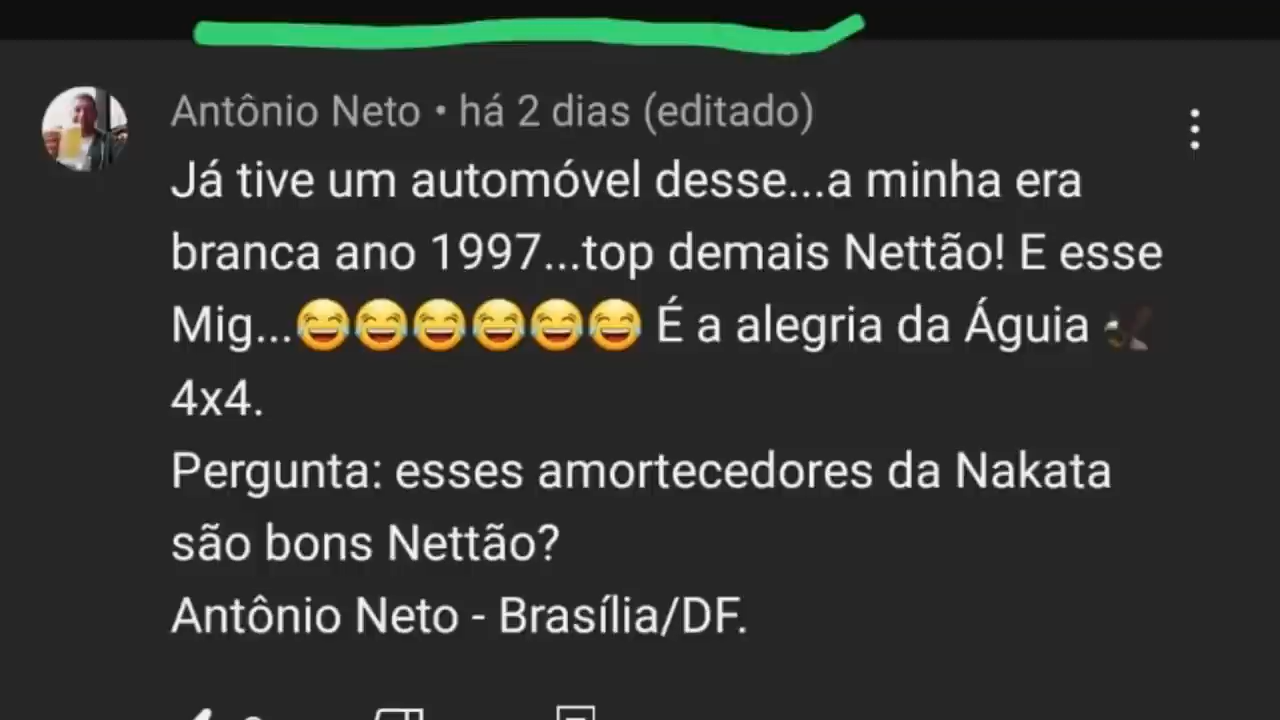 Antônio Neto • há 2 dias (editado)
Já tive um automóvel desse...a minha era
branca ano 1997...top demais Nettão! E esse
Mig...😂😂😂😂😂😂 É a alegria da Águia 🦅
4x4.
Pergunta: esses amortecedores da Nakata
são bons Nettão?
Antônio Neto - Brasília/DF.